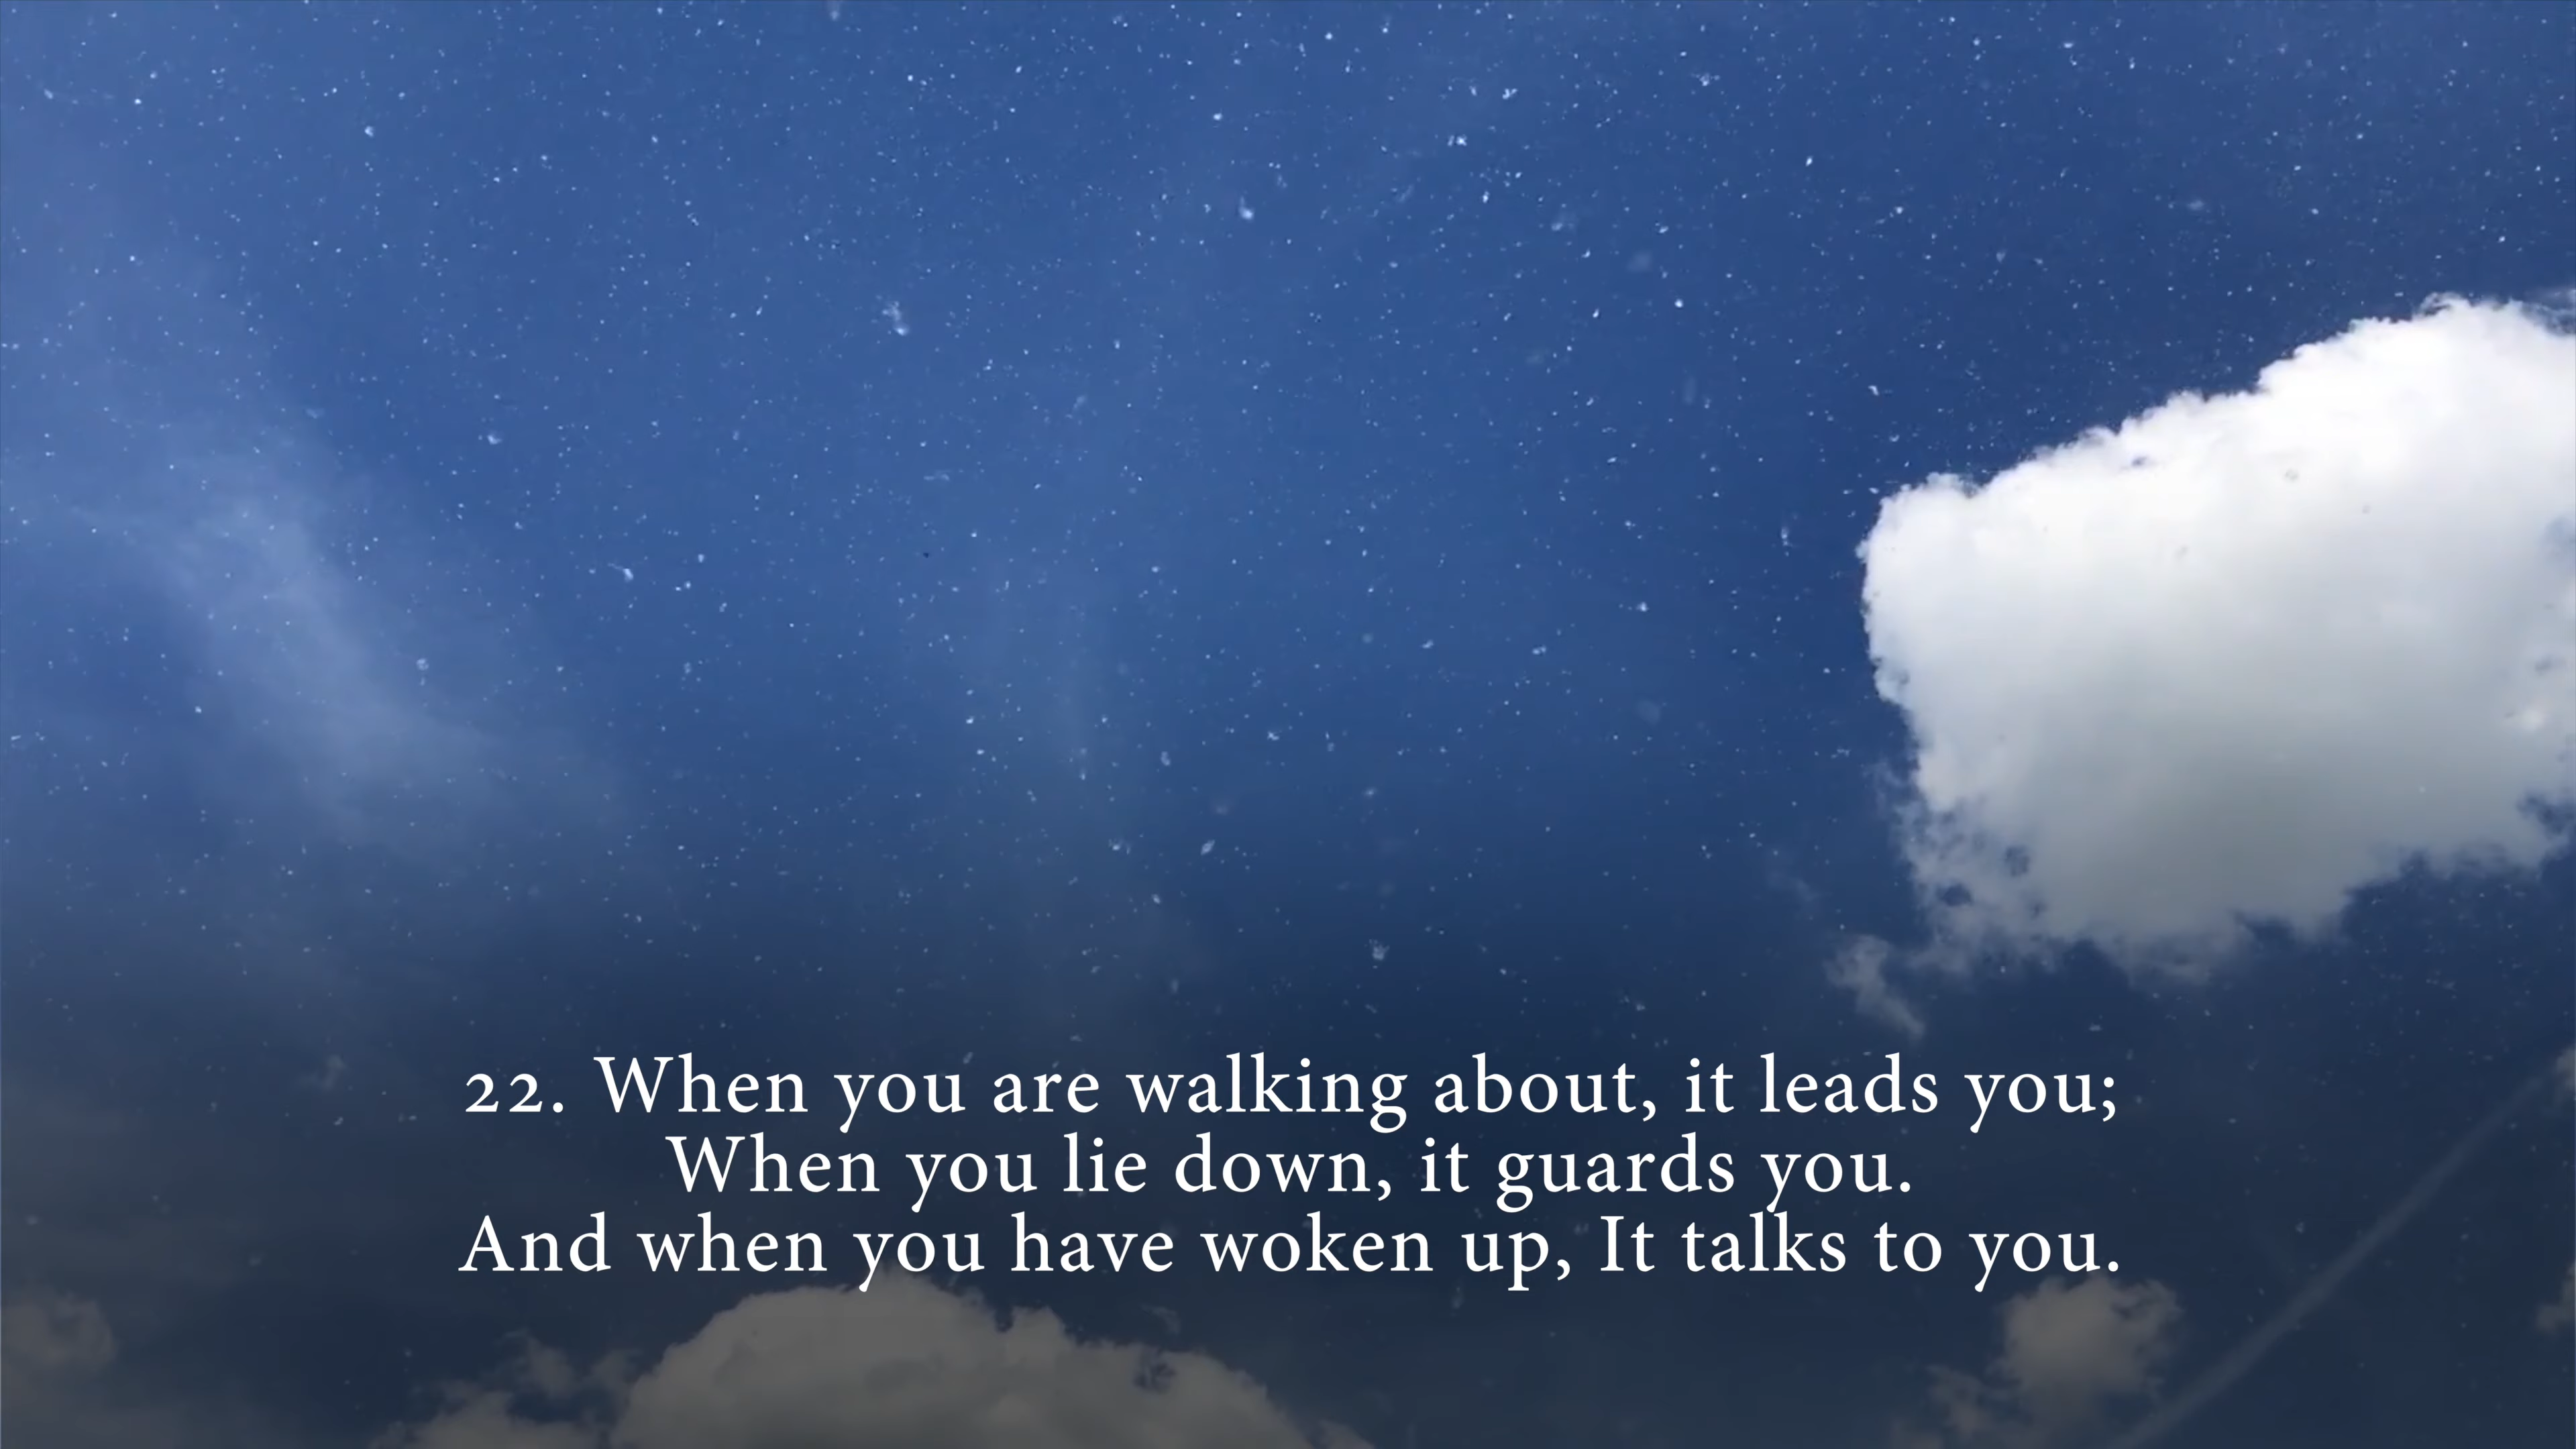 22. When you are walking about, it leads you;
When you lie down, it guards you.
And when you have woken up, It talks to you.